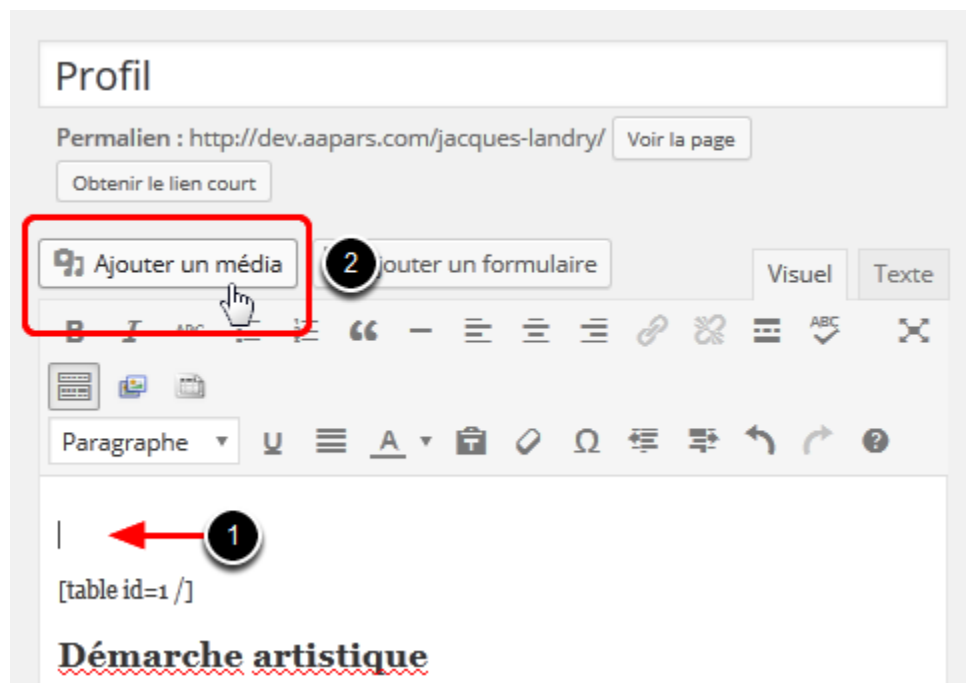 Profil
Permalien : http://dev.aapars.com/jacques-landry/ Voir la page
Obtenir le lien court
Ajouter un média 2 jouter un formulaire Visuel Texte
B I ABC ABC
Paragraphe U A Ω
1
[table id=1 /]
Démarche artistique